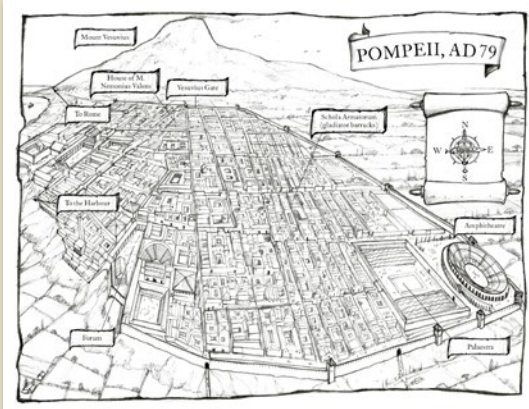 POMPEII, AD 79
Mount Vesuvius
House of M.
Nonius Valens
Vesuvius Gate
To Rome
Schola Armatorum
(gladiator barracks)
N
W
E
S
To the Harbour
Amphitheatre
Forum
Palaestra